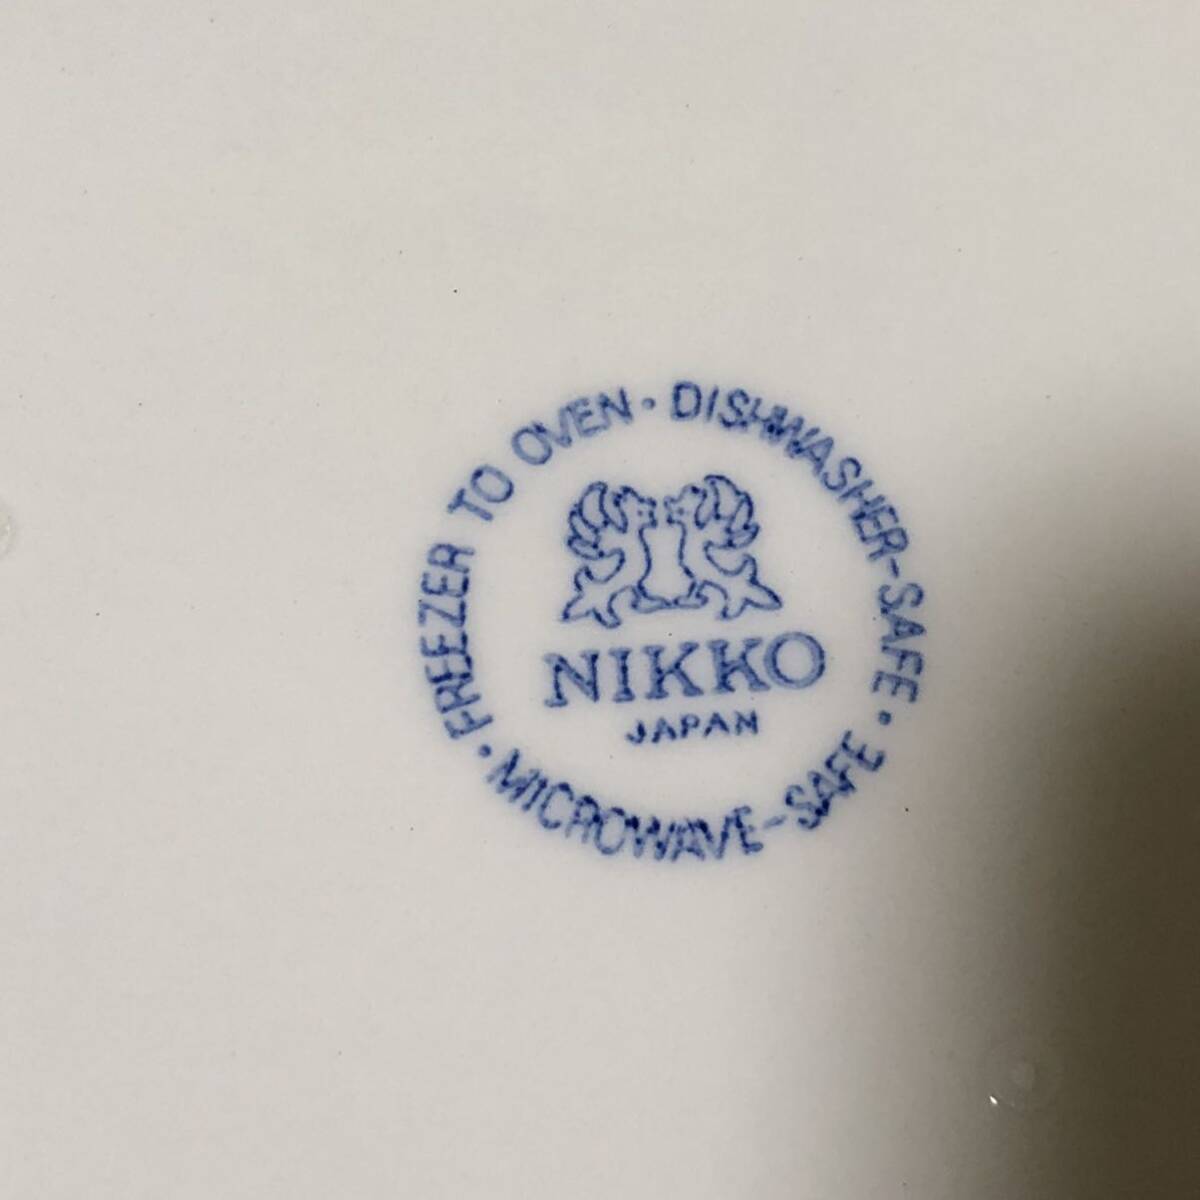 FREEZER TO OVEN · DISHWASHER-SAFE · MICROWAVE-SAFE ·
NIKKO
JAPAN